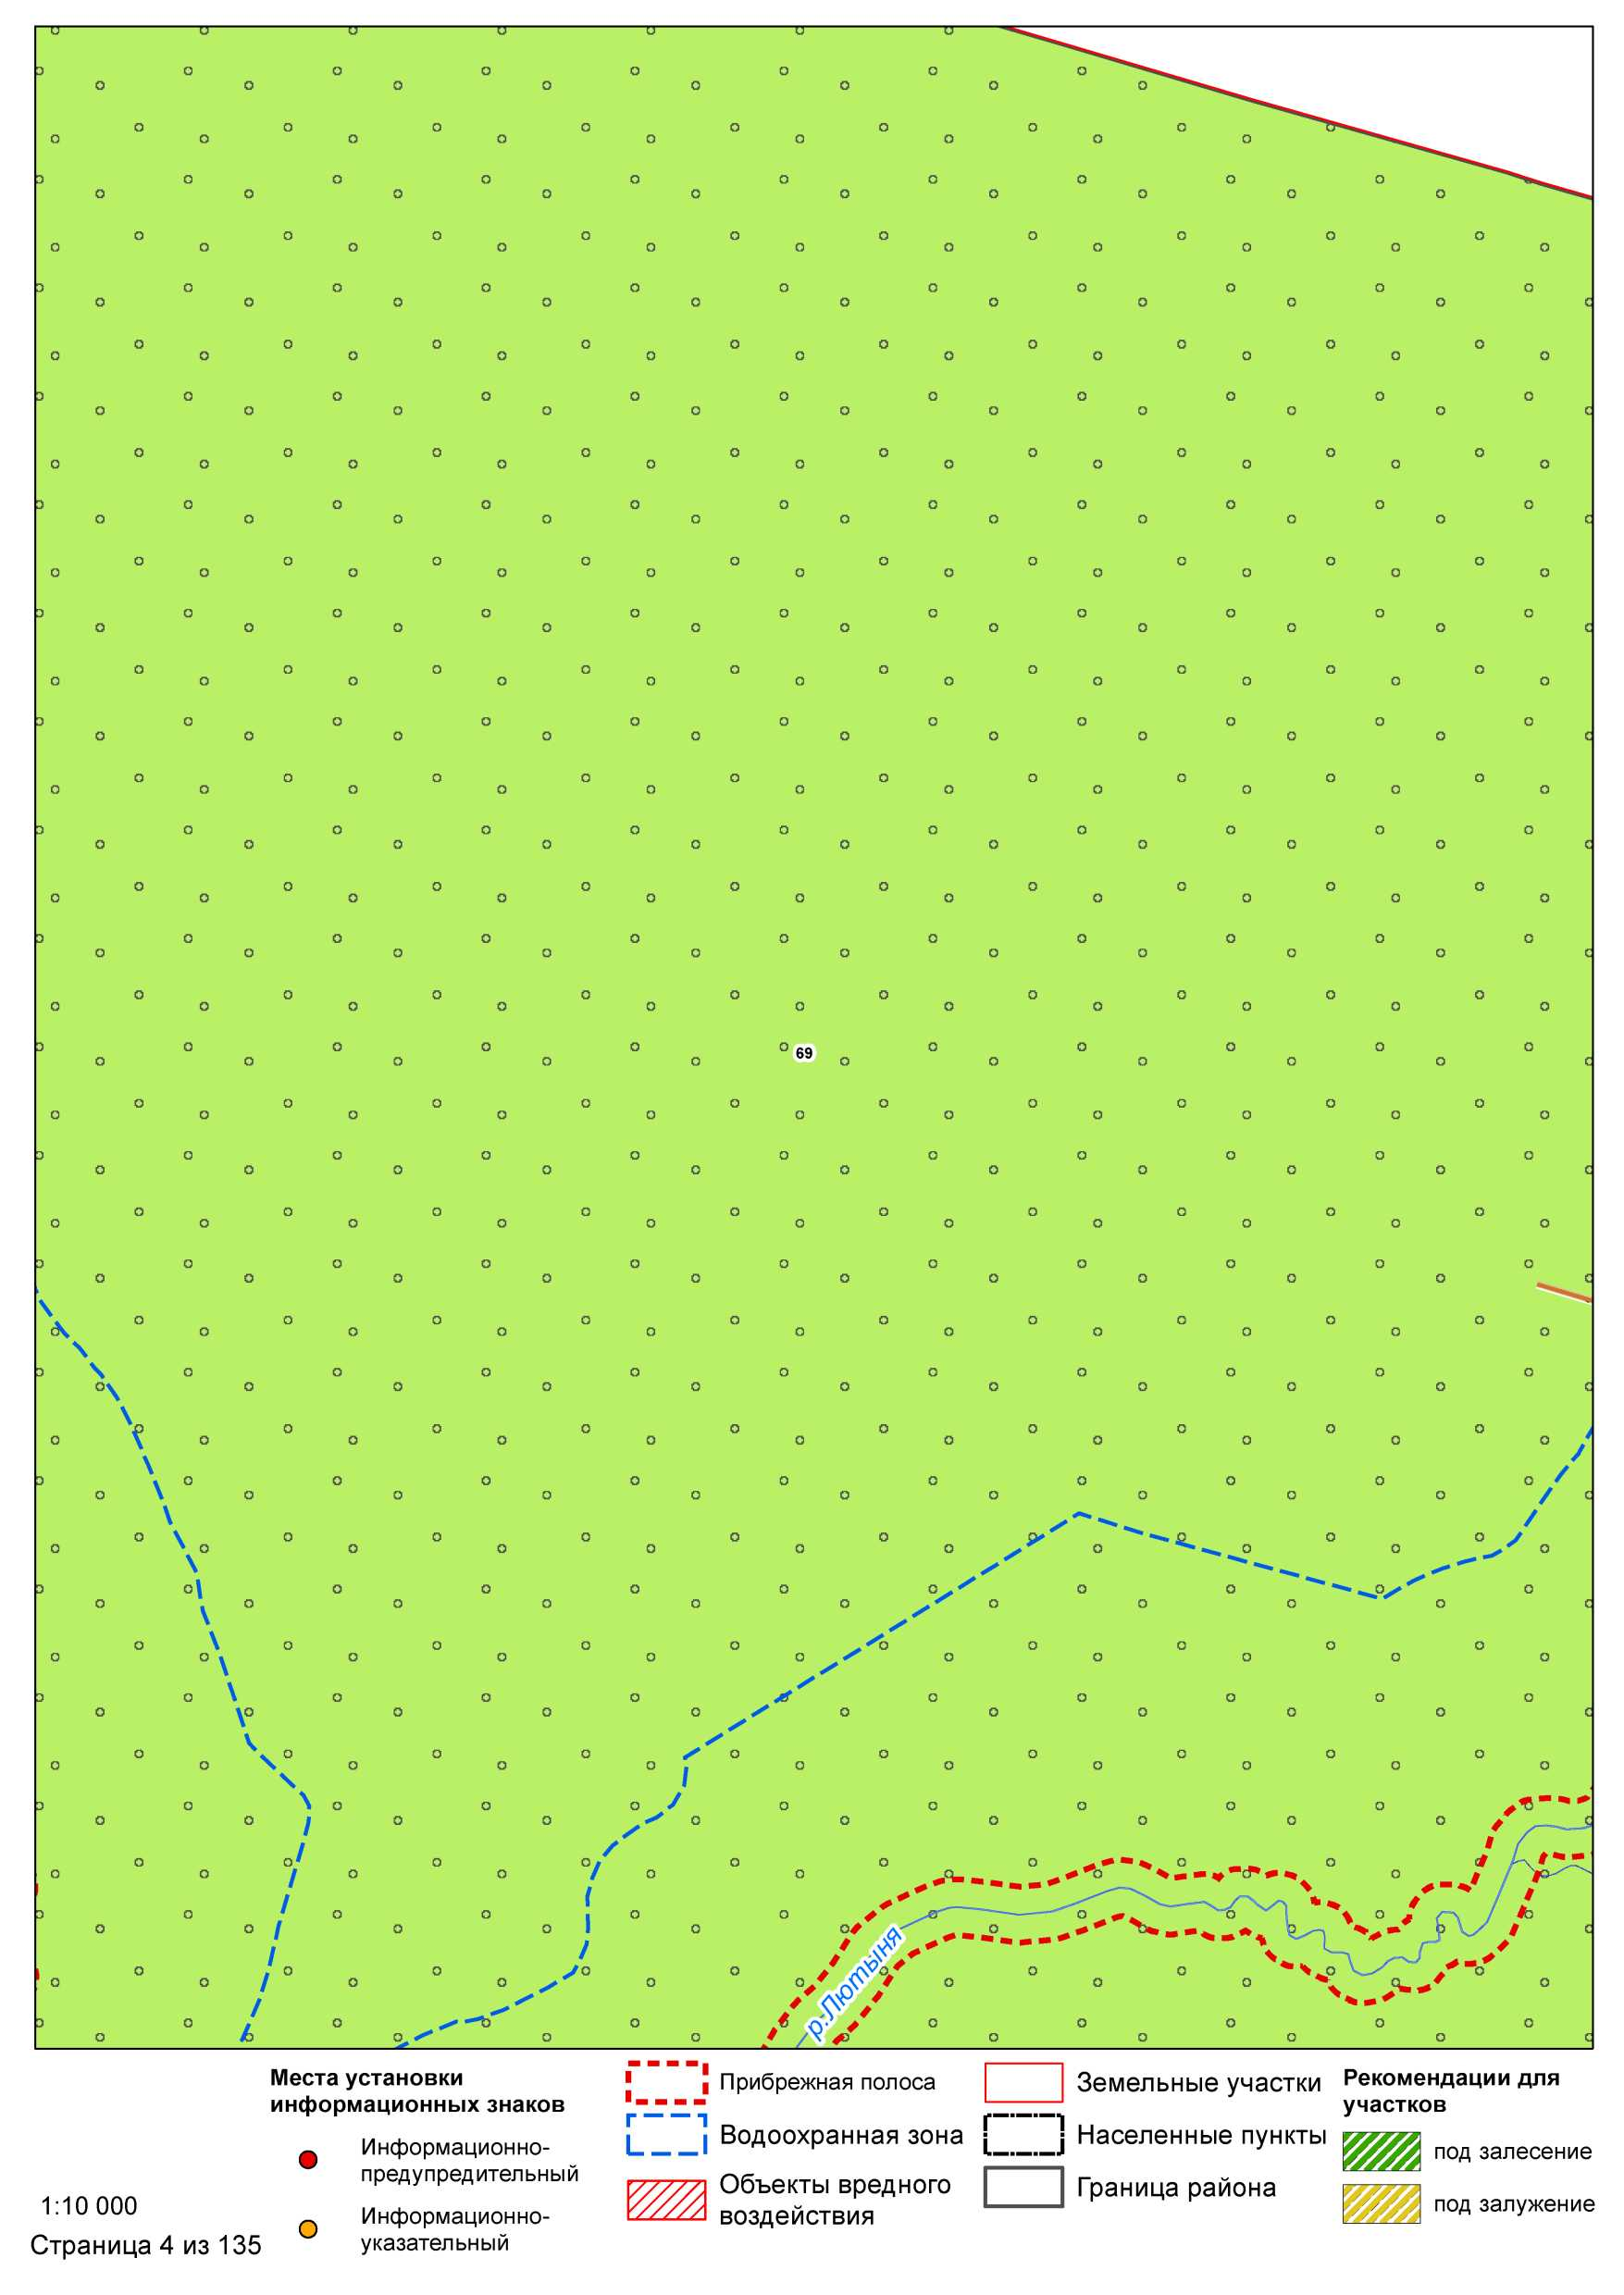 69
р.Лютыня
Места установки
информационных знаков
Информационно-
предупредительный
Информационно-
указательный
Прибрежная полоса
Водоохранная зона
Объекты вредного
воздействия
Земельные участки
Населенные пункты
Граница района
Рекомендации для
участков
под залесение
под залужение
1:10 000
Страница 4 из 135